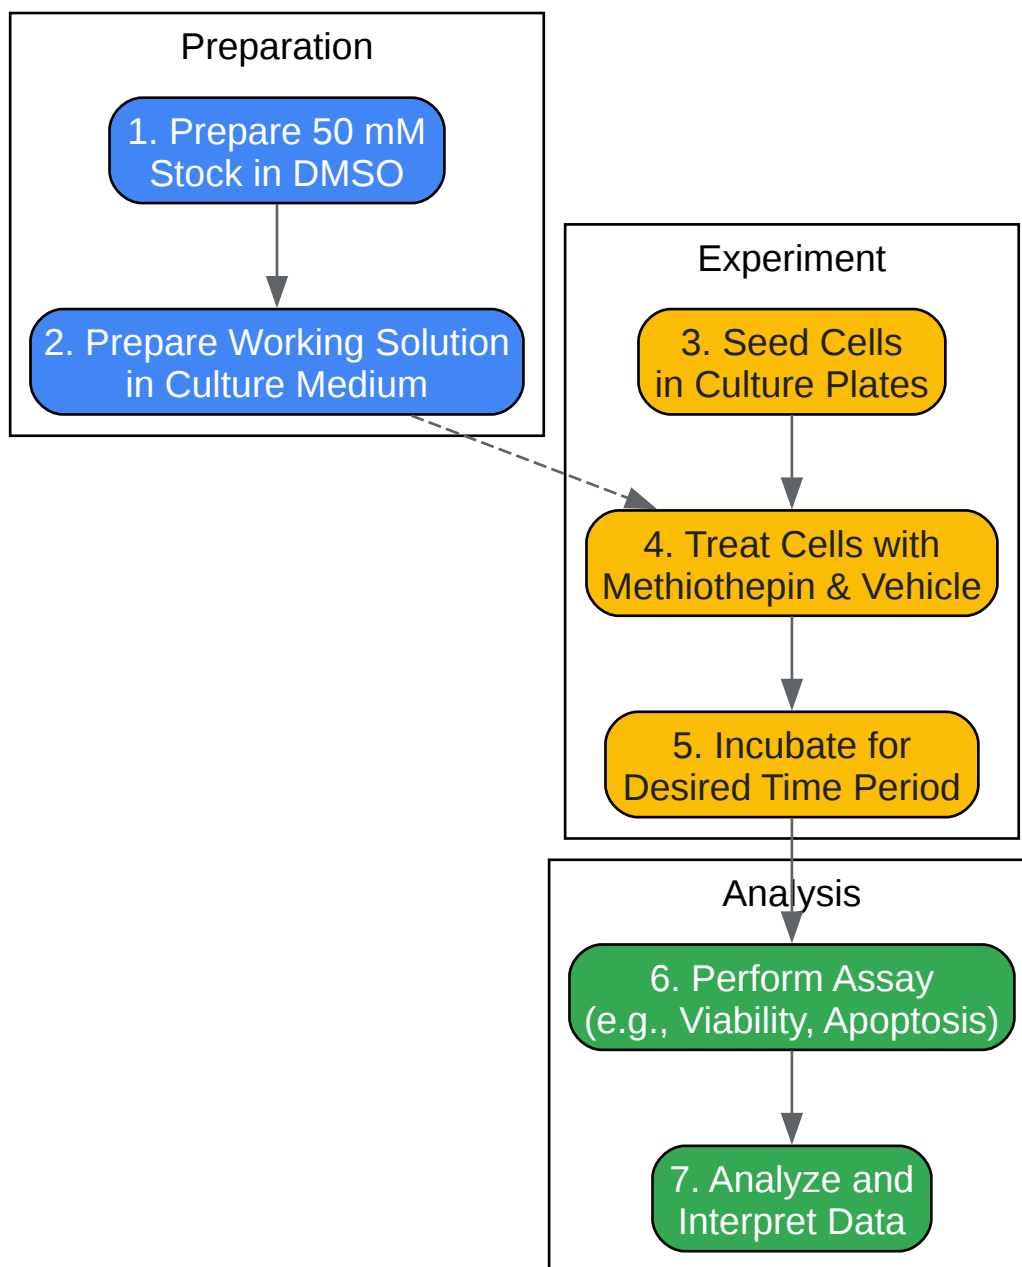 Preparation
1. Prepare 50 mM
Stock in DMSO
2. Prepare Working Solution
in Culture Medium
Experiment
3. Seed Cells
in Culture Plates
4. Treat Cells with
Methiothepin & Vehicle
5. Incubate for
Desired Time Period
Analysis
6. Perform Assay
(e.g., Viability, Apoptosis)
7. Analyze and
Interpret Data